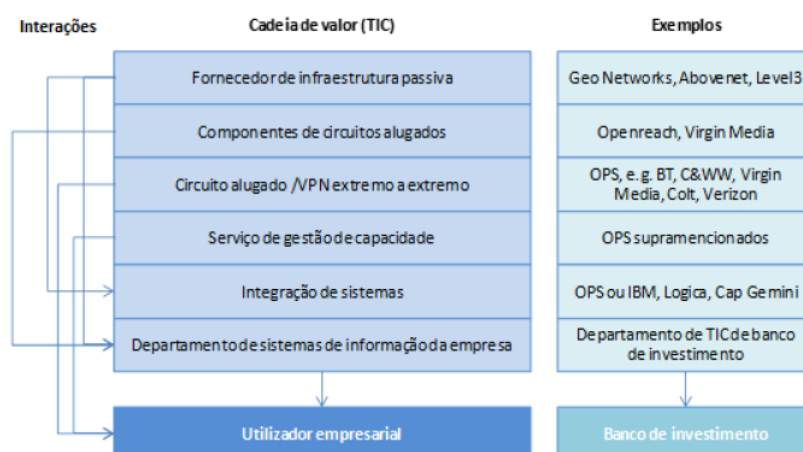 Interações Cadeia de valor (TIC) Exemplos
Fornecedor de infraestrutura passiva
Geo Networks, Abovenet, Level3
Componentes de circuitos alugados
Openreach, Virgin Media
Circuito alugado /VPN extremo a extremo
OPS, e.g. BT, C&WW, Virgin
Media, Colt, Verizon
Serviço de gestão de capacidade
OPS supramencionados
Integração de sistemas
OPS ou IBM, Logica, Cap Gemini
Departamento de sistemas de informação da empresa
Departamento de TIC de banco
de investimento
Utilizador empresarial
Banco de investimento